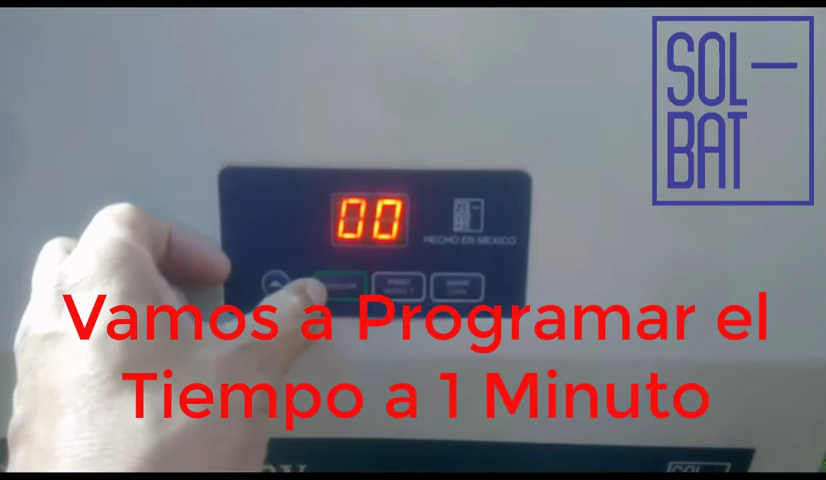 SOL
BAT
00
HECHO EN MEXICO
Vamos a Programar el
Tiempo a 1 Minuto